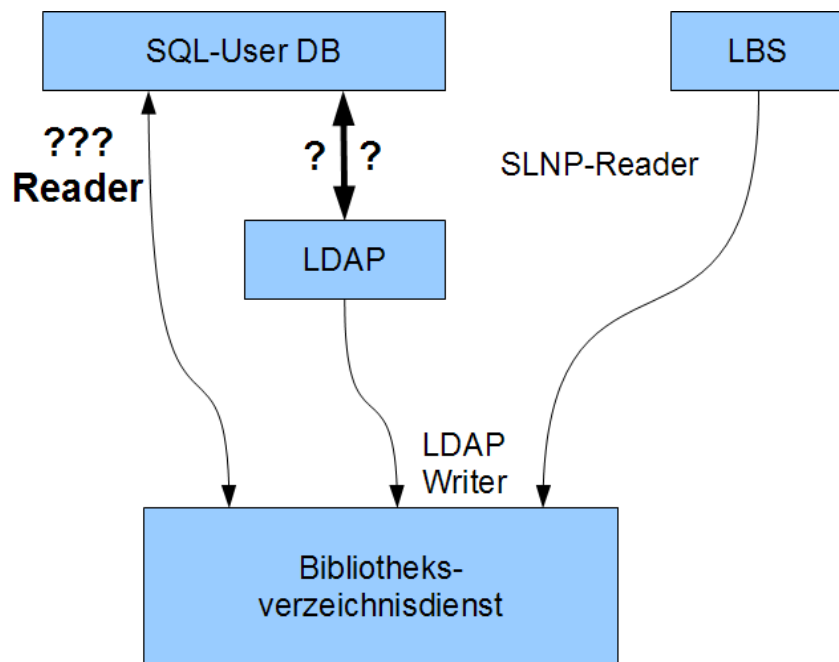 SQL-User DB
LBS
???
Reader
? ?
SLNP-Reader
LDAP
LDAP
Writer
Bibliotheks-
verzeichnisdienst